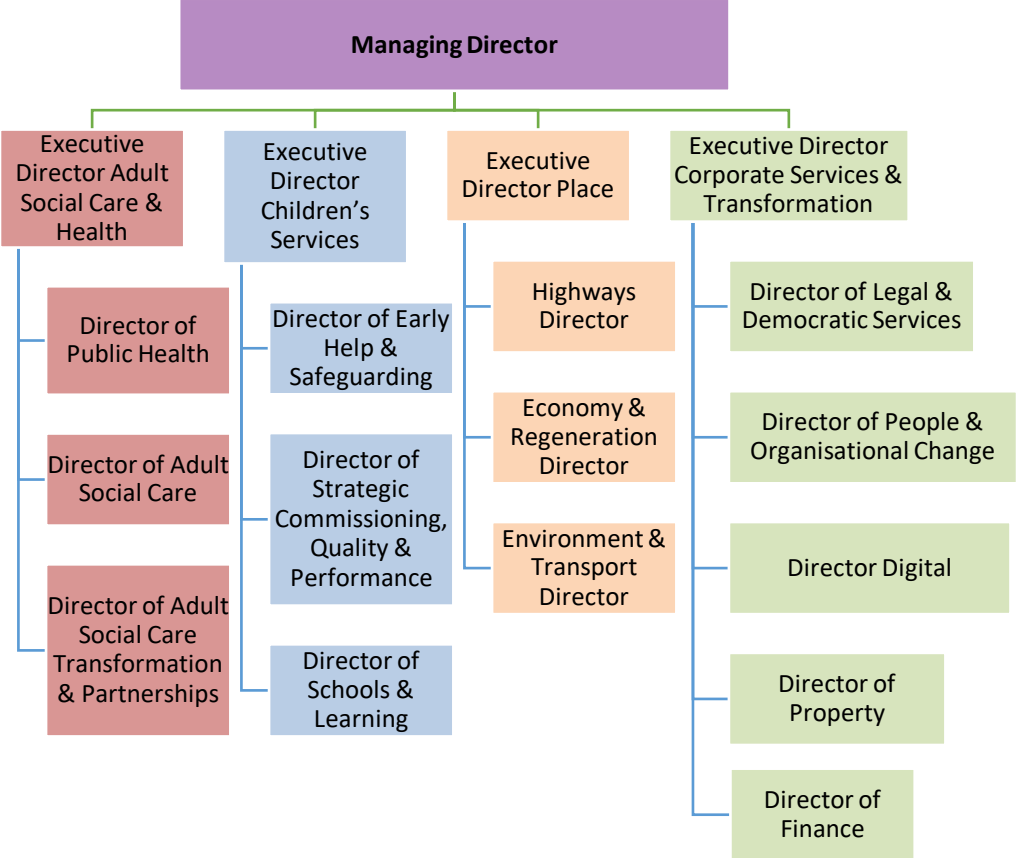 Managing Director
Executive
Director Adult
Social Care &
Health
Director of
Public Health
Director of Adult
Social Care
Director of Adult
Social Care
Transformation
& Partnerships
Executive
Director
Children’s
Services
Director of Early
Help &
Safeguarding
Director of
Strategic
Commissioning,
Quality &
Performance
Director of
Schools &
Learning
Executive
Director Place
Highways
Director
Economy &
Regeneration
Director
Environment &
Transport
Director
Executive Director
Corporate Services &
Transformation
Director of Legal &
Democratic Services
Director of People &
Organisational Change
Director Digital
Director of
Property
Director of
Finance